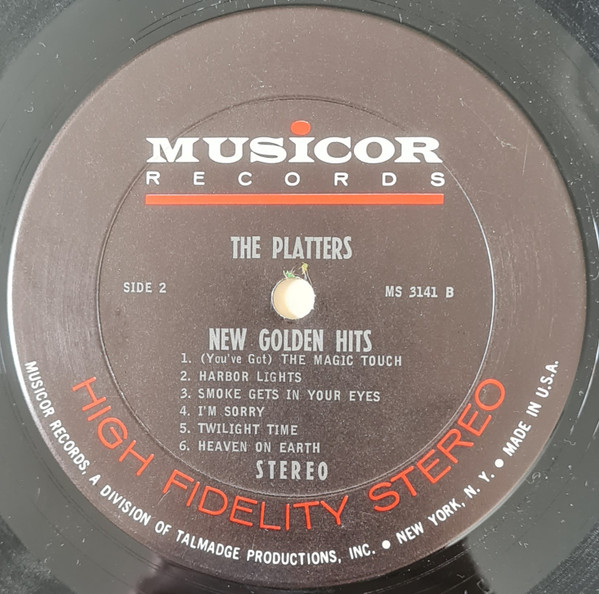 MUSICOR
RECORDS
THE PLATTERS
SIDE 2
MS 3141 B
NEW GOLDEN HITS
1. (You've Got) THE MAGIC TOUCH
2. HARBOR LIGHTS
3. SMOKE GETS IN YOUR EYES
4. I'M SORRY
5. TWILIGHT TIME
6. HEAVEN ON EARTH
STEREO
HIGH FIDELITY STEREO
MUSICOR RECORDS, A DIVISION OF TALMADGE PRODUCTIONS, INC. ● NEW YORK, N. Y. ● MADE IN U.S.A.